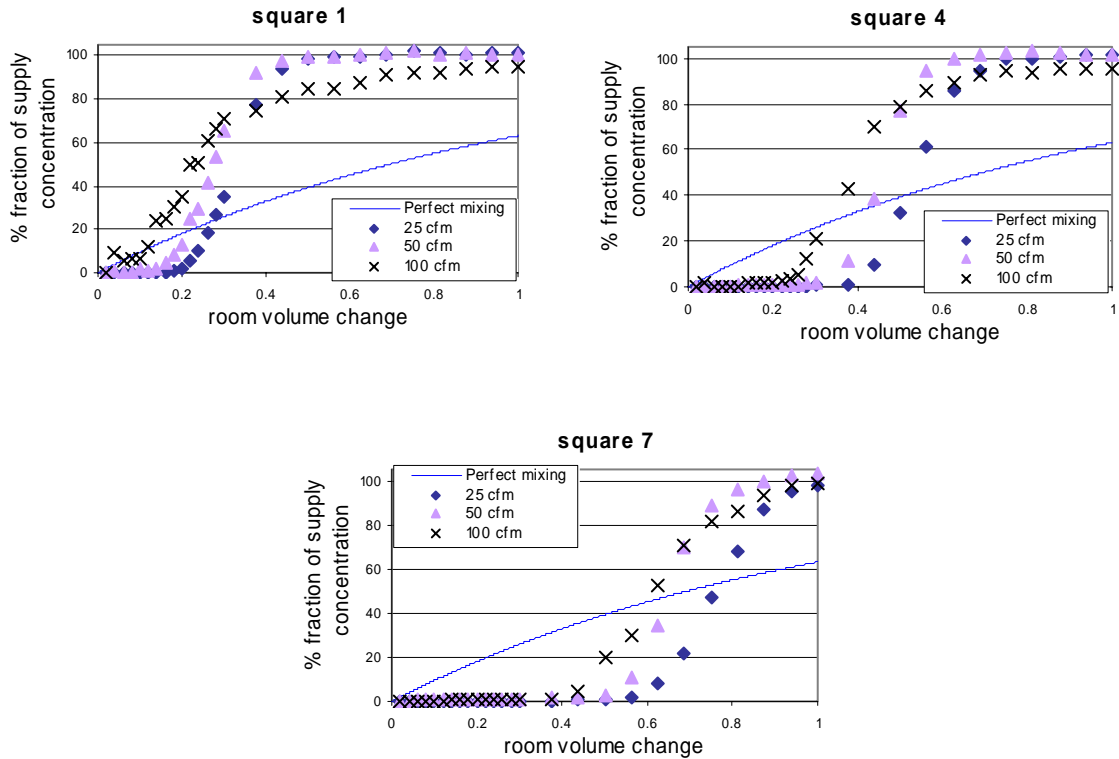 square 1
% fraction of supply
concentration
100
80
60
40
20
0
0
0.2
0.4
0.6
0.8
1
room volume change
Perfect mixing
25 cfm
50 cfm
100 cfm
square 4
% fraction of supply
concentration
100
80
60
40
20
0
0
0.2
0.4
0.6
0.8
1
room volume change
Perfect mixing
25 cfm
50 cfm
100 cfm
square 7
% fraction of supply
concentration
100
80
60
40
20
0
0
0.2
0.4
0.6
0.8
1
room volume change
Perfect mixing
25 cfm
50 cfm
100 cfm